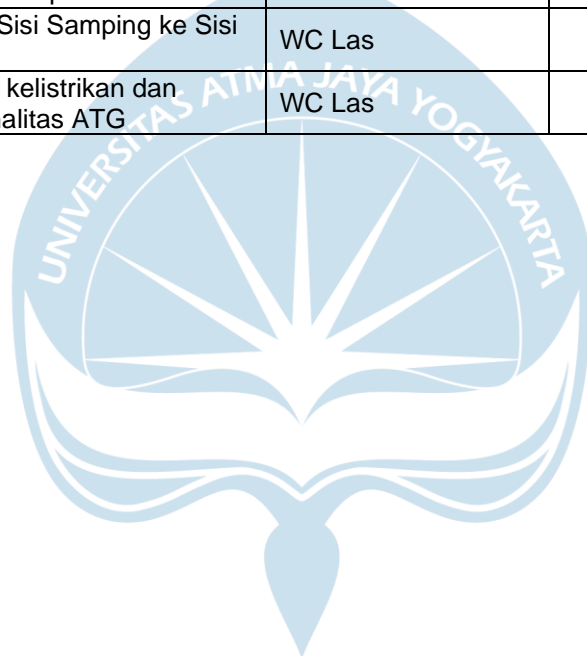 Sisi Samping ke Sisi
WC Las
kelistrikan dan
alitas ATG
WC Las
UNIVERSITAS ATMA JAYA YOGYAKARTA